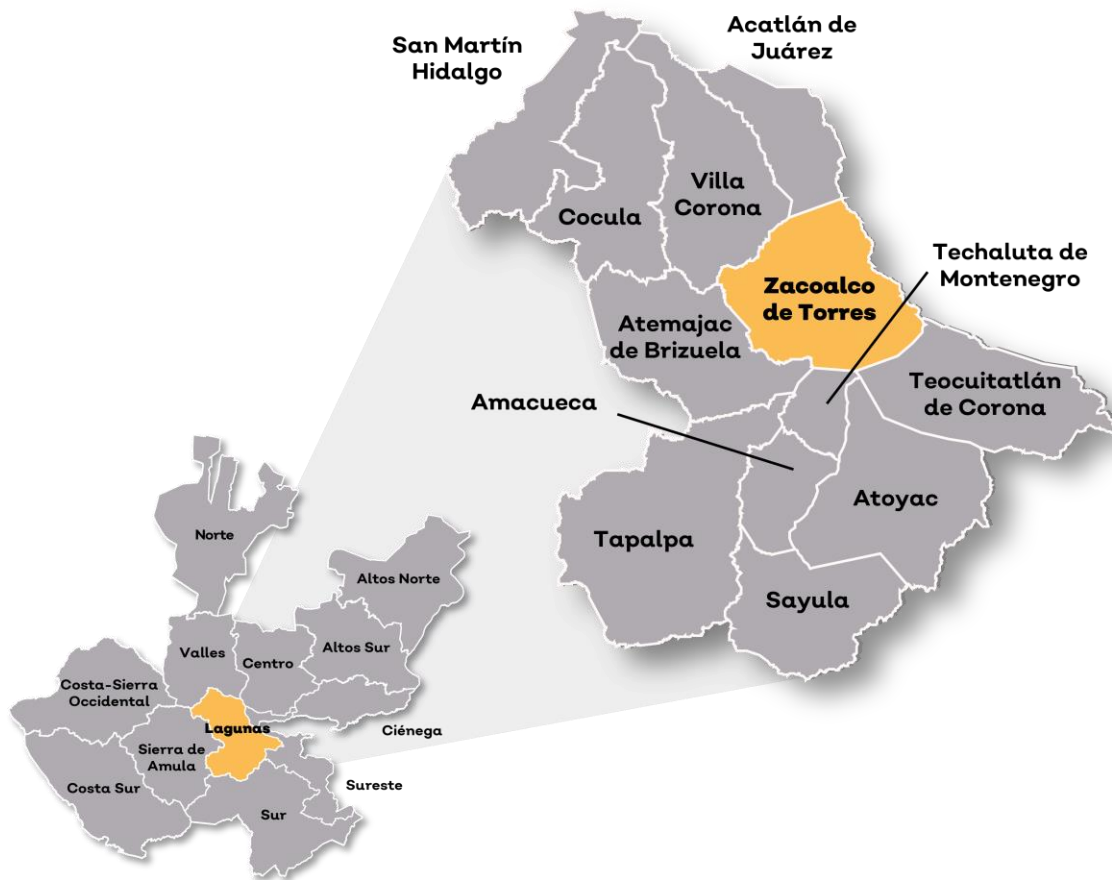 Acatlán de
Juárez
San Martín
Hidalgo
Villa
Corona
Cocula
Techaluta de
Montenegro
Zacoalco
de Torres
Atemajac
de Brizuela
Teocuitatlán
de Corona
Amacueca
Atoyac
Tapalpa
Sayula
Norte
Altos Norte
Valles
Altos Sur
Centro
Costa-Sierra
Occidental
Lagunas
Ciénega
Sierra de
Amula
Costa Sur
Sureste
Sur